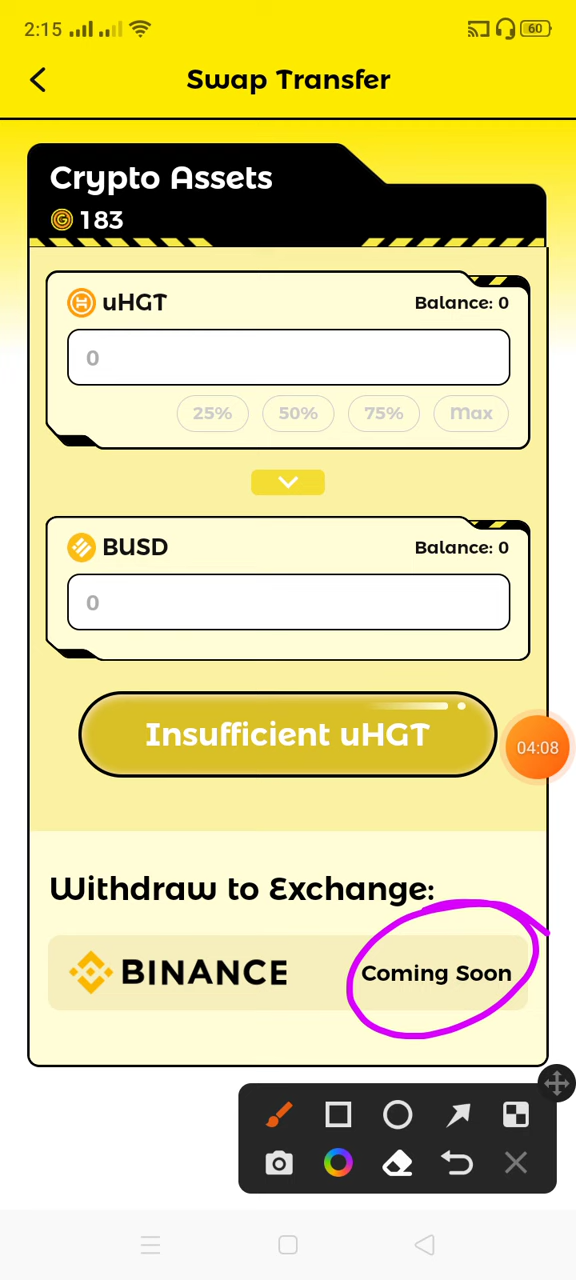 2:15 60
Swap Transfer
Crypto Assets
183
uHGT Balance: 0
0
25% 50% 75% Max
BUSD Balance: 0
0
Insufficient uHGT
04:08
Withdraw to Exchange:
BINANCE Coming Soon